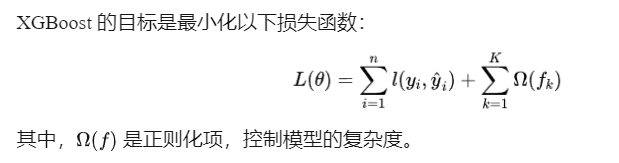 XGBoost 的目标是最小化以下损失函数：
L(θ) = ∑_{i=1}^{n} l(y_i, ŷ_i) + ∑_{k=1}^{K} Ω(f_k)
其中，Ω(f) 是正则化项，控制模型的复杂度。